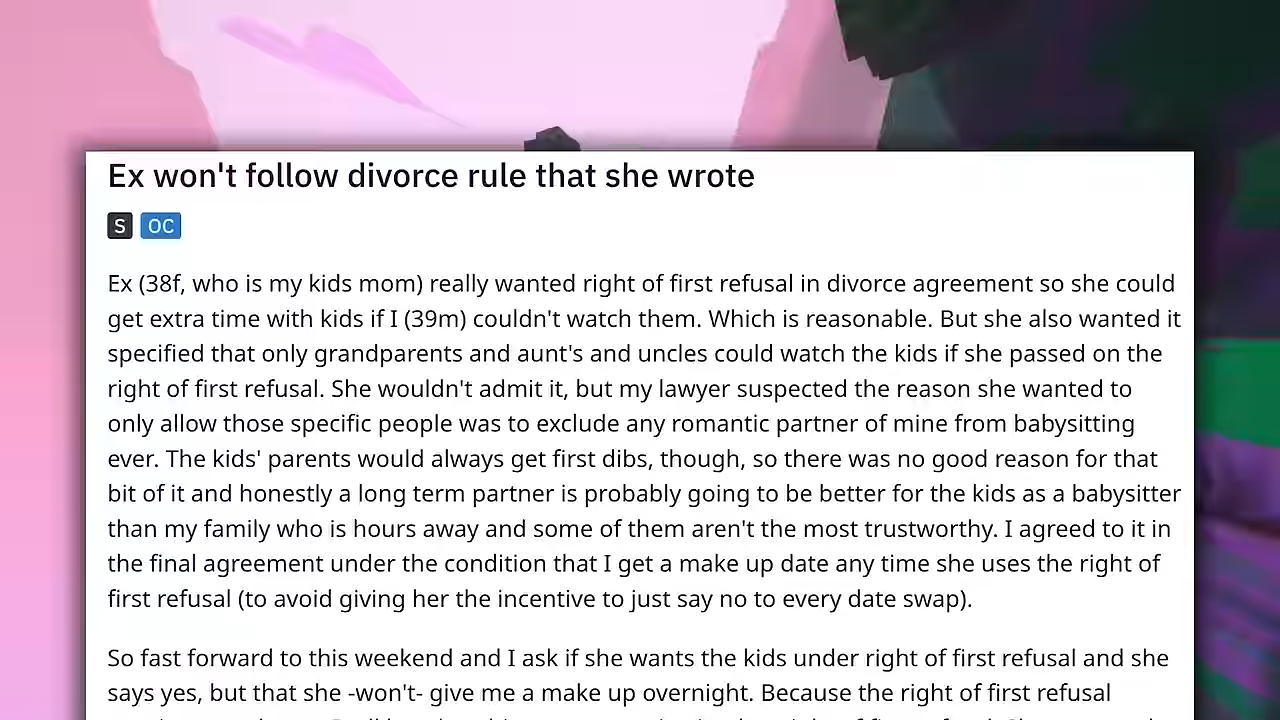 Ex won't follow divorce rule that she wrote
S OC
Ex (38f, who is my kids mom) really wanted right of first refusal in divorce agreement so she could
get extra time with kids if I (39m) couldn't watch them. Which is reasonable. But she also wanted it
specified that only grandparents and aunt's and uncles could watch the kids if she passed on the
right of first refusal. She wouldn't admit it, but my lawyer suspected the reason she wanted to
only allow those specific people was to exclude any romantic partner of mine from babysitting
ever. The kids' parents would always get first dibs, though, so there was no good reason for that
bit of it and honestly a long term partner is probably going to be better for the kids as a babysitter
than my family who is hours away and some of them aren't the most trustworthy. I agreed to it in
the final agreement under the condition that I get a make up date any time she uses the right of
first refusal (to avoid giving her the incentive to just say no to every date swap).
So fast forward to this weekend and I ask if she wants the kids under right of first refusal and she
says yes, but that she -won't- give me a make up overnight. Because the right of first refusal